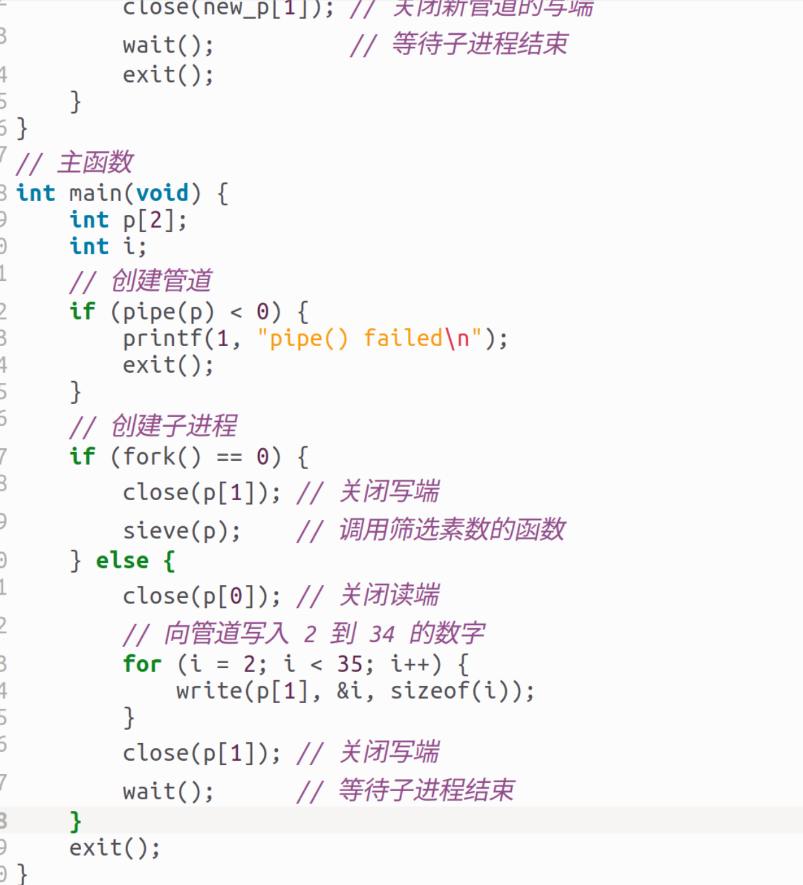 close(new_p[1]); // 关闭新管道的写端
wait(); // 等待子进程结束
exit();
}
}
// 主函数
int main(void) {
int p[2];
int i;
// 创建管道
if (pipe(p) < 0) {
printf(1, "pipe() failed\n");
exit();
}
// 创建子进程
if (fork() == 0) {
close(p[1]); // 关闭写端
sieve(p); // 调用筛选素数的函数
} else {
close(p[0]); // 关闭读端
// 向管道写入 2 到 34 的数字
for (i = 2; i < 35; i++) {
write(p[1], &i, sizeof(i));
}
close(p[1]); // 关闭写端
wait(); // 等待子进程结束
}
exit();
}